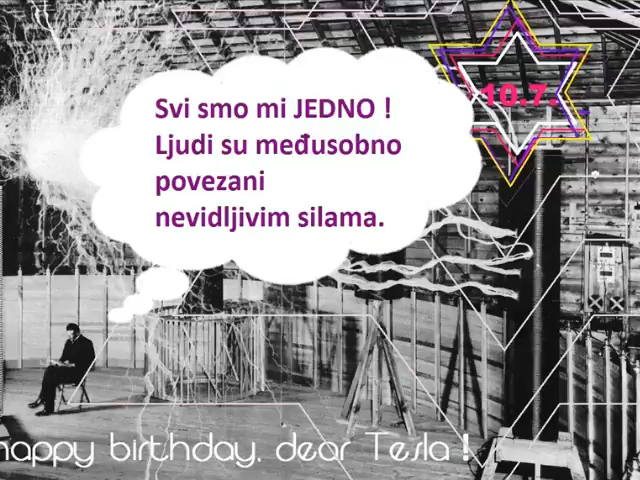 10.7.
Svi smo mi JEDNO !
Ljudi su međusobno
povezani
nevidljivim silama.
happy birthday, dear Tesla !